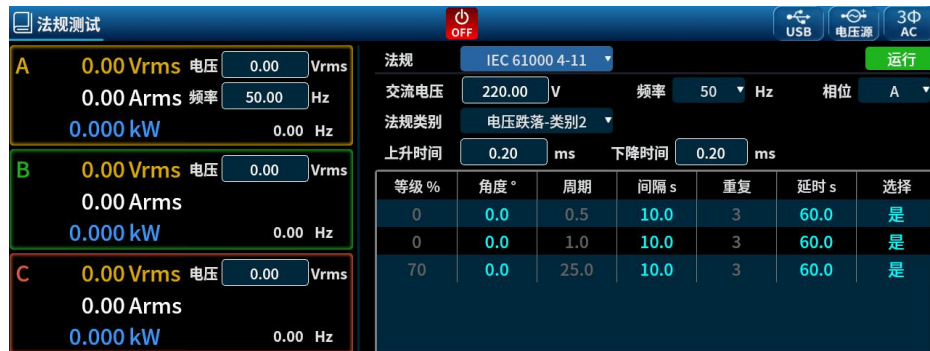 法规测试
OFF
USB
电压源
3Φ
AC
A
0.00 Vrms 电压 0.00 Vrms
0.00 Arms 频率 50.00 Hz
0.000 kW 0.00 Hz
B
0.00 Vrms 电压 0.00 Vrms
0.00 Arms
0.000 kW 0.00 Hz
C
0.00 Vrms 电压 0.00 Vrms
0.00 Arms
0.000 kW 0.00 Hz
法规 IEC 61000 4-11 运行
交流电压 220.00 V 频率 50 Hz 相位 A
法规类别 电压跌落-类别2
上升时间 0.20 ms 下降时间 0.20 ms
等级 % 角度 ° 周期 间隔 s 重复 延时 s 选择
0 0.0 0.5 10.0 3 60.0 是
0 0.0 1.0 10.0 3 60.0 是
70 0.0 25.0 10.0 3 60.0 是